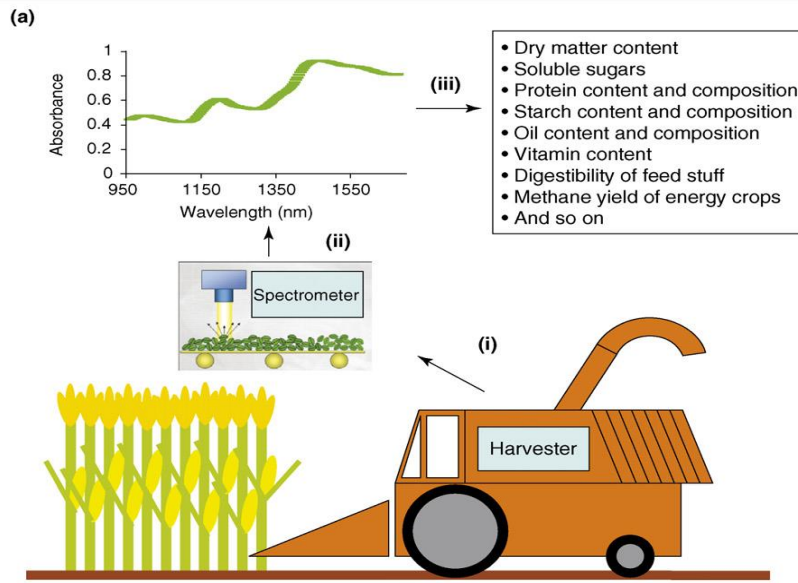 (a)
1
0.8
0.6
0.4
0.2
0
Absorbance
950 1150 1350 1550
Wavelength (nm)
(iii)
• Dry matter content
• Soluble sugars
• Protein content and composition
• Starch content and composition
• Oil content and composition
• Vitamin content
• Digestibility of feed stuff
• Methane yield of energy crops
• And so on
(ii)
Spectrometer
(i)
Harvester